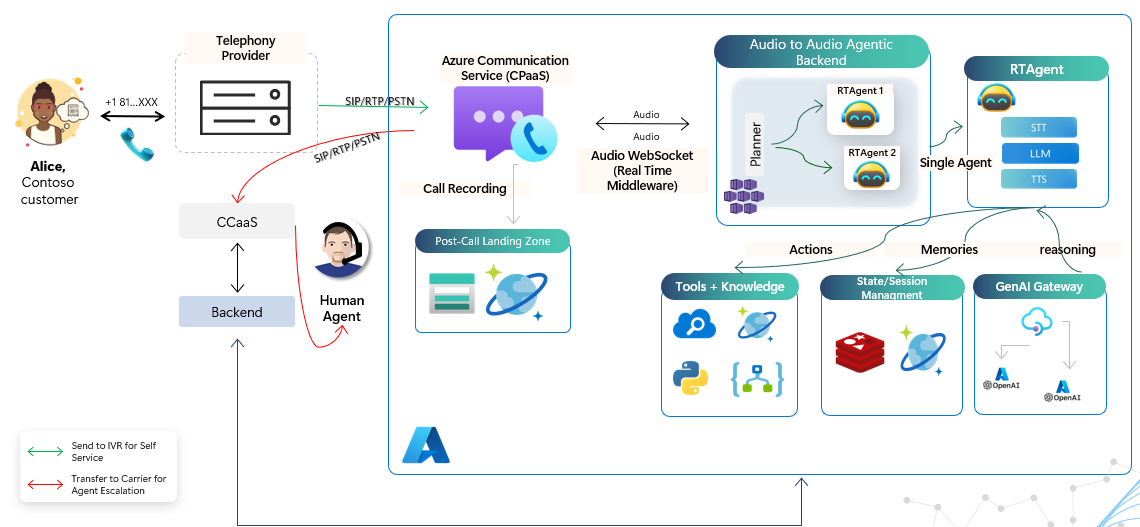 Telephony
Provider
+1 81...XXX
Alice,
Contoso
customer
SIP/RTP/PSTN
SIP/RTP/PSTN
CCaaS
Backend
Human
Agent
Send to IVR for Self
Service
Transfer to Carrier for
Agent Escalation
Azure Communication
Service (CPaaS)
Call Recording
Post-Call Landing Zone
Audio
Audio
Audio WebSocket
(Real Time
Middleware)
Audio to Audio Agentic
Backend
Planner
RTAgent 1
RTAgent 2
Single Agent
RTAgent
STT
LLM
TTS
Actions
Memories
reasoning
Tools + Knowledge
State/Session
Managment
GenAI Gateway
OpenAI
OpenAI